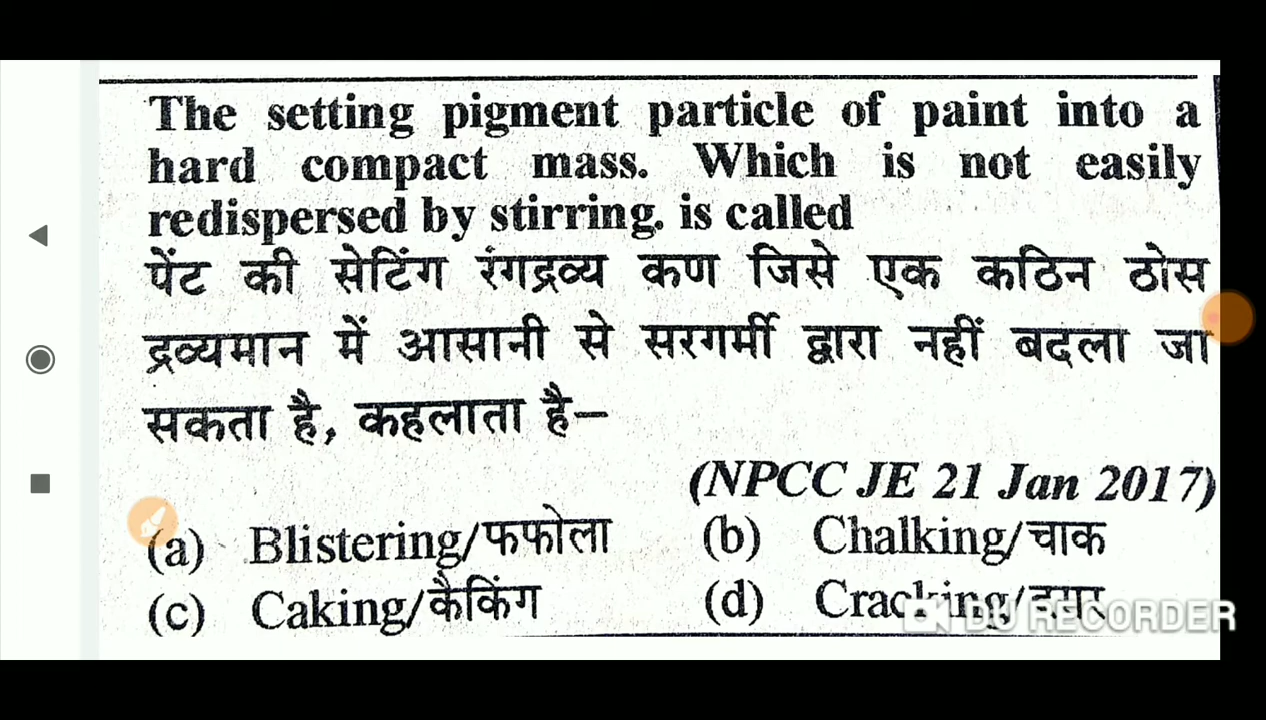 The setting pigment particle of paint into a
hard compact mass. Which is not easily
redispersed by stirring. is called
पेंट की सेटिंग रंगद्रव्य कण जिसे एक कठिन ठोस
द्रव्यमान में आसानी से सरगर्मी द्वारा नहीं बदला जा
सकता है, कहलाता है–
(NPCC JE 21 Jan 2017)
(a) Blistering/फफोला (b) Chalking/चाक
(c) Caking/कैकिंग (d) Cracking/
DU RECORDER